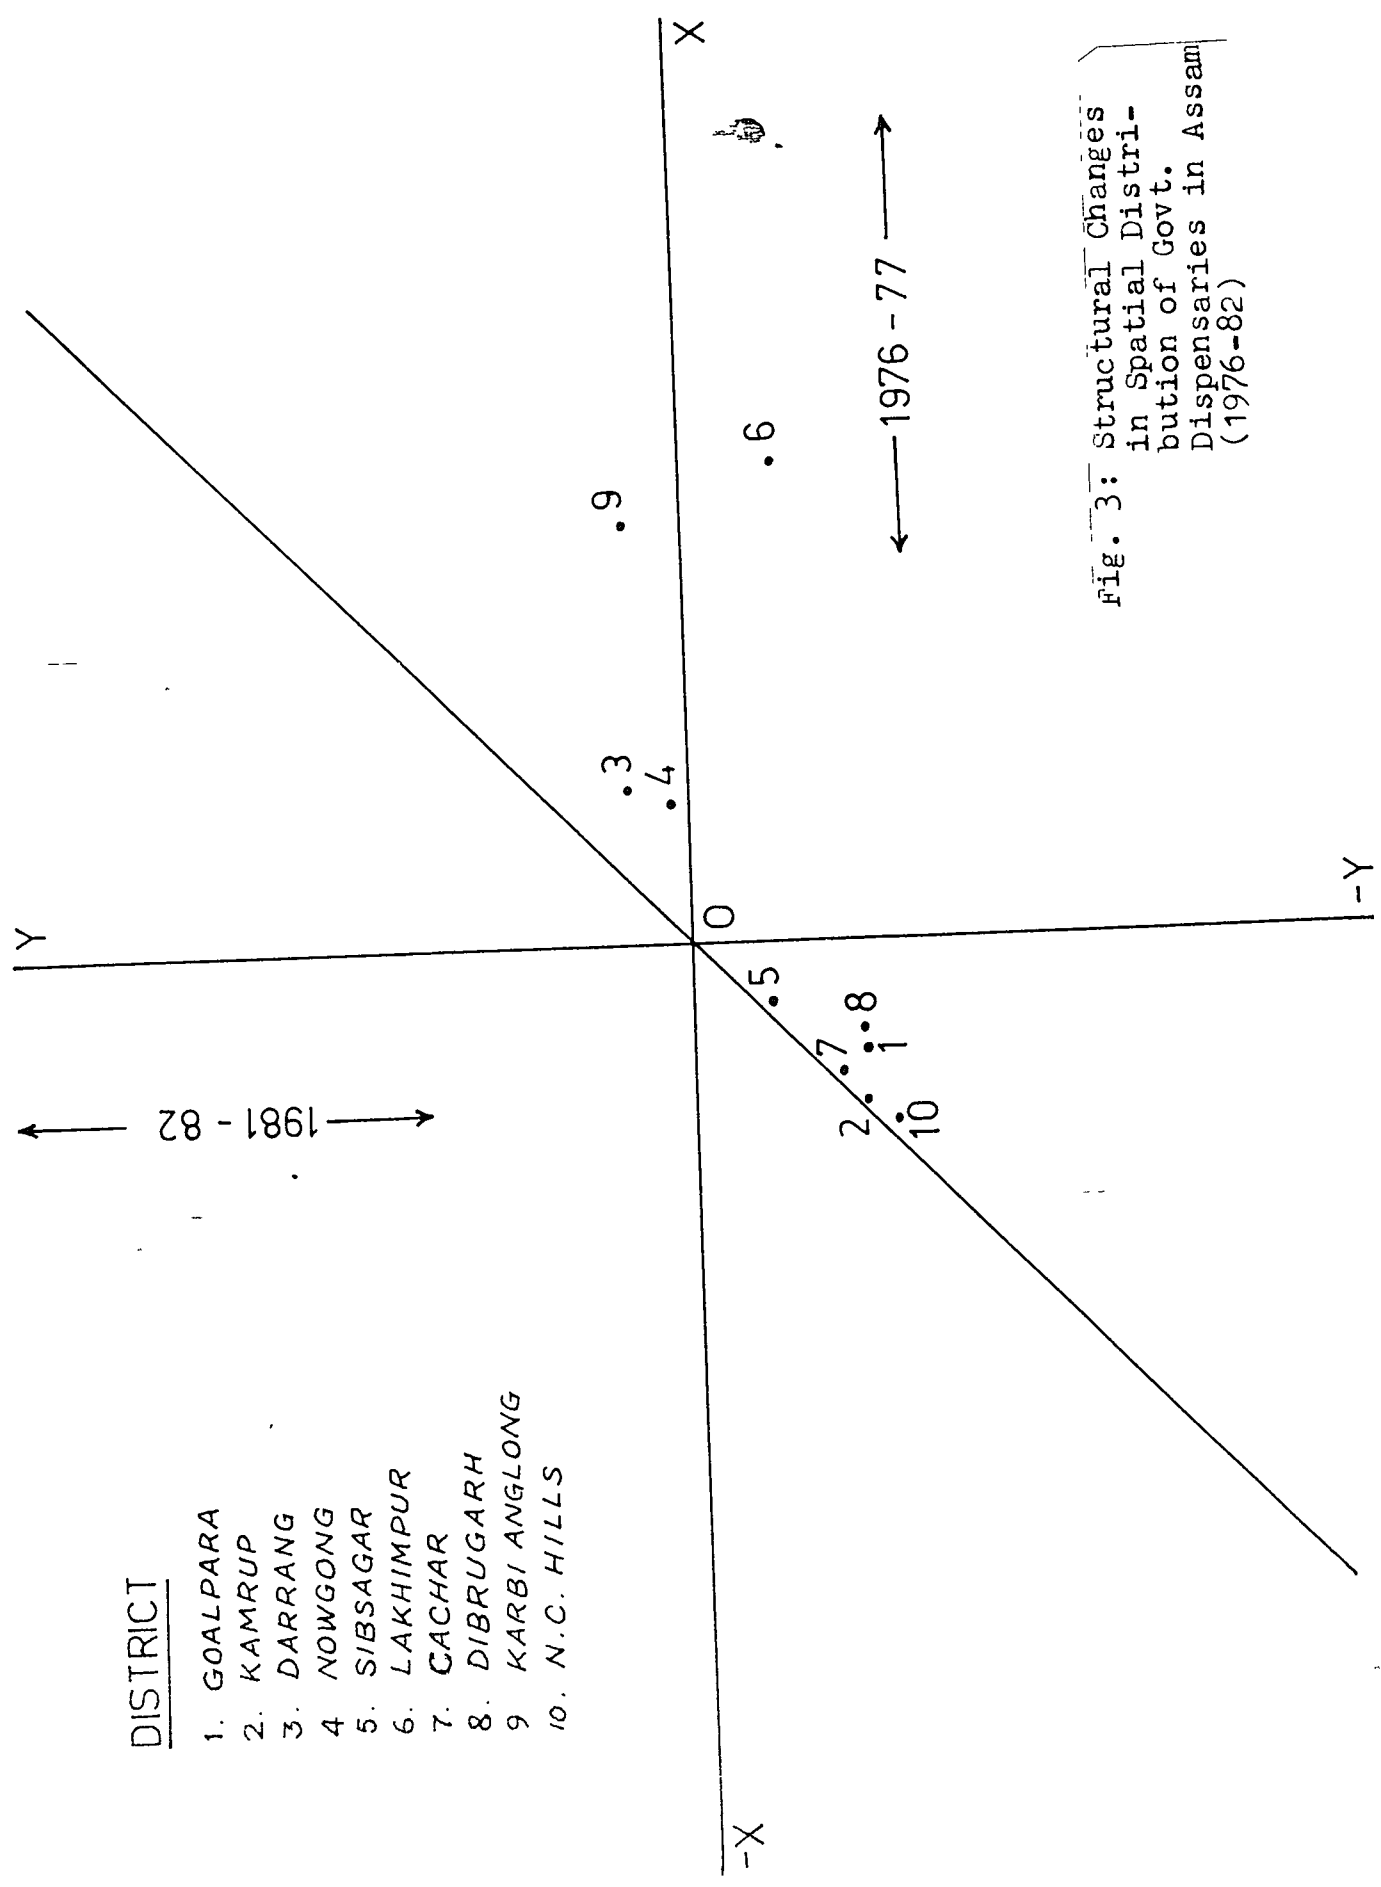 DISTRICT
1. GOALPARA
2. KAMRUP
3. DARRANG
4 NOWGONG
5. SIBSAGAR
6. LAKHIMPUR
7. CACHAR
8. DIBRUGARH
9 KARBI ANGLONG
10. N.C. HILLS
Y
1981-82
X
-X
-Y
O
9
3
4
6
5
7
8
1
2
10
1976-77
Fig. 3: Structural Changes
in Spatial Distri-
bution of Govt.
Dispensaries in Assam
(1976-82)